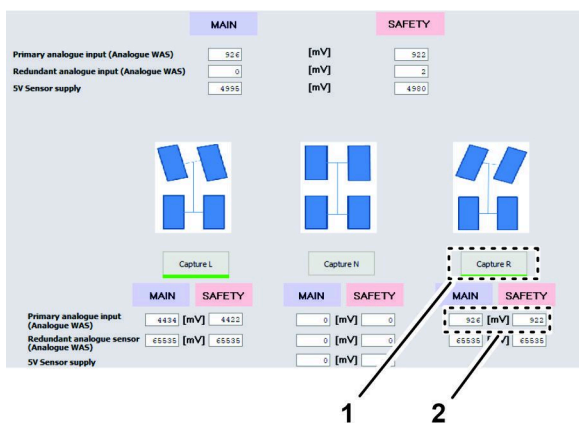 MAIN SAFETY
Primary analogue input (Analogue WAS) 926 [mV] 922
Redundant analogue input (Analogue WAS) 0 [mV] 2
5V Sensor supply 4995 [mV] 4980
Capture L Capture N Capture R
MAIN SAFETY MAIN SAFETY MAIN SAFETY
Primary analogue input
(Analogue WAS) 4434 [mV] 4422 0 [mV] 0 926 [mV] 922
Redundant analogue sensor
(Analogue WAS) 65535 [mV] 65535 0 [mV] 0 65535 65535
5V Sensor supply 0 [mV]
1 2